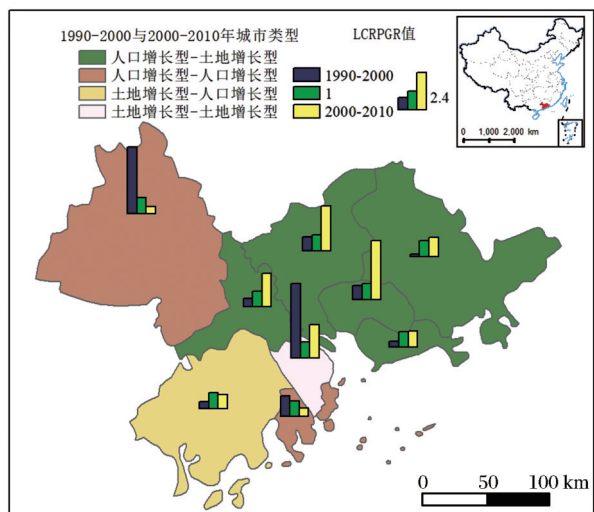 1990-2000与2000-2010年城市类型
人口增长型-土地增长型
人口增长型-人口增长型
土地增长型-人口增长型
土地增长型-土地增长型
LCRPGR值
1990-2000
1
2000-2010
2.4
0 1,000 2,000 km
0 50 100 km